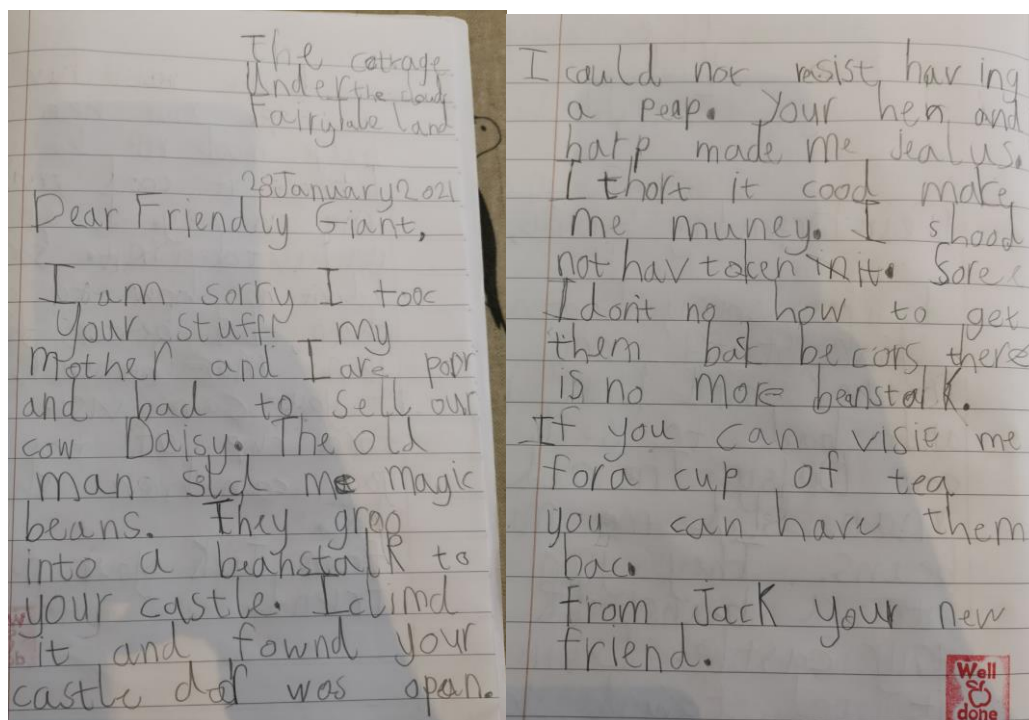 The cottage
Under the cloud
Fairytale land
28 January 2021
Dear Friendly Giant,
I am sorry I tooc
your stuff my
mother and I are poor
and had to sell our
cow Daisy. The old
man sld me magic
beans. They groo
into a beanstalk to
your castle. I climd
it and fownd your
castle dor was opan.
I could not resist having
a peap. Your hen and
harp made me jealus.
I thort it cood make
me muney. I shood
not hav taken it. Sore
I don't no how to get
them bak becors there
is no more beanstalk.
If you can visit me
for a cup of tea
you can have them
bac.
From Jack your new
friend.
Well
done